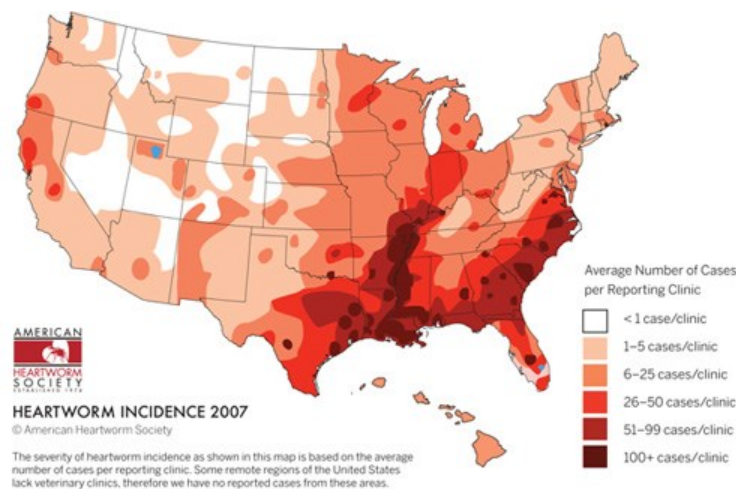 Average Number of Cases
per Reporting Clinic
< 1 case/clinic
1–5 cases/clinic
6–25 cases/clinic
26–50 cases/clinic
51–99 cases/clinic
100+ cases/clinic
AMERICAN
HEARTWORM
SOCIETY
ESTABLISHED 1974
HEARTWORM INCIDENCE 2007
© American Heartworm Society
The severity of heartworm incidence as shown in this map is based on the average
number of cases per reporting clinic. Some remote regions of the United States
lack veterinary clinics, therefore we have no reported cases from these areas.